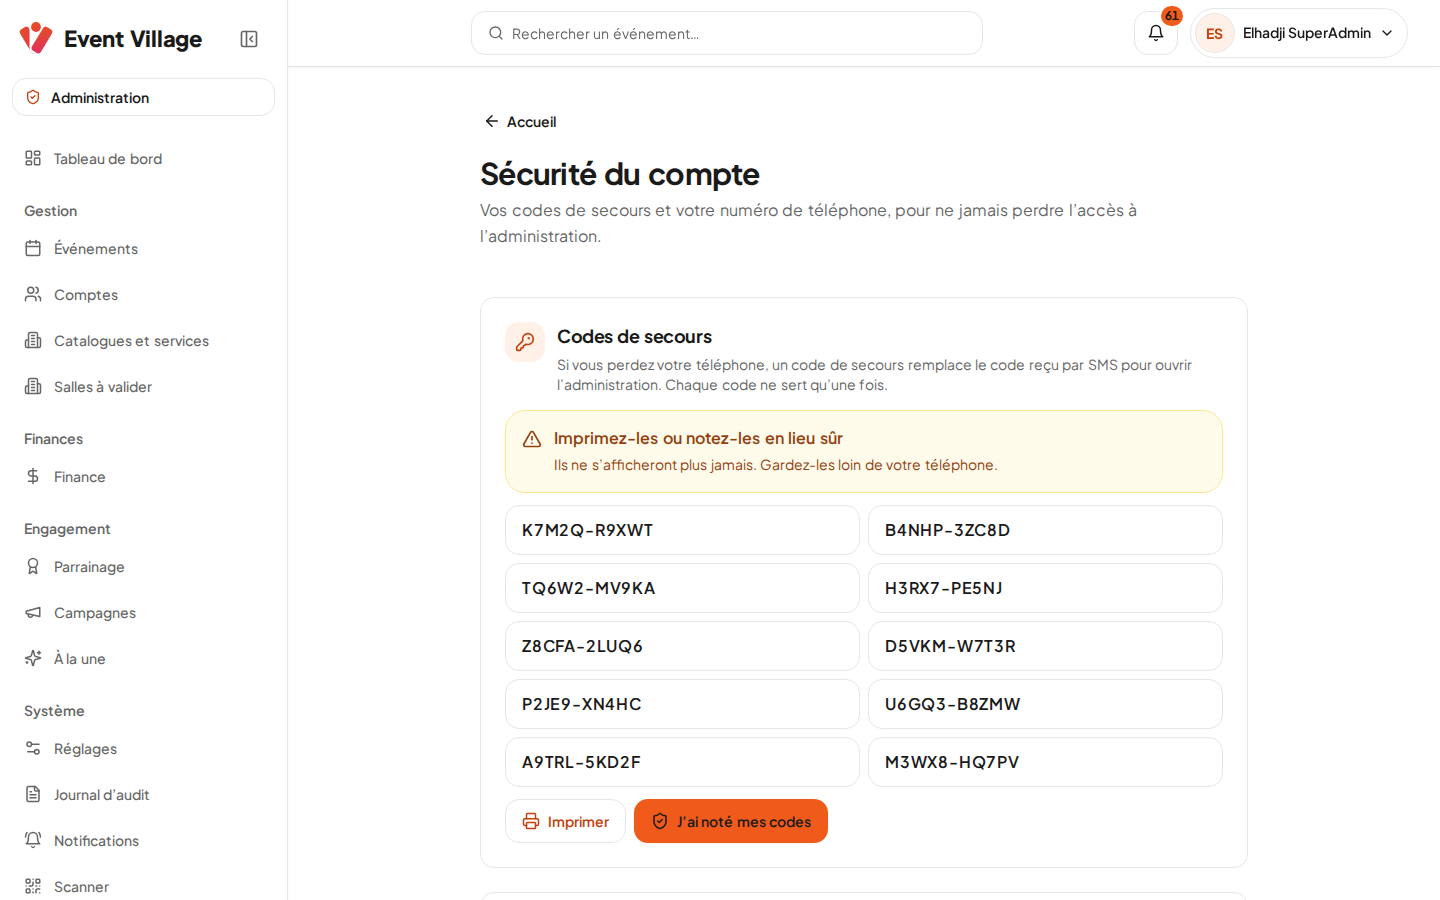 Event Village
Rechercher un événement...
61
ES
Elhadji SuperAdmin
Administration
Tableau de bord
Gestion
Événements
Comptes
Catalogues et services
Salles à valider
Finances
Finance
Engagement
Parrainage
Campagnes
À la une
Système
Réglages
Journal d’audit
Notifications
Scanner
Accueil
Sécurité du compte
Vos codes de secours et votre numéro de téléphone, pour ne jamais perdre l’accès à
l’administration.
Codes de secours
Si vous perdez votre téléphone, un code de secours remplace le code reçu par SMS pour ouvrir
l’administration. Chaque code ne sert qu’une fois.
Imprimez-les ou notez-les en lieu sûr
Ils ne s’afficheront plus jamais. Gardez-les loin de votre téléphone.
K7M2Q-R9XWT
B4NHP-3ZC8D
TQ6W2-MV9KA
H3RX7-PE5NJ
Z8CFA-2LUQ6
D5VKM-W7T3R
P2JE9-XN4HC
U6GQ3-B8ZMW
A9TRL-5KD2F
M3WX8-HQ7PV
Imprimer
J’ai noté mes codes